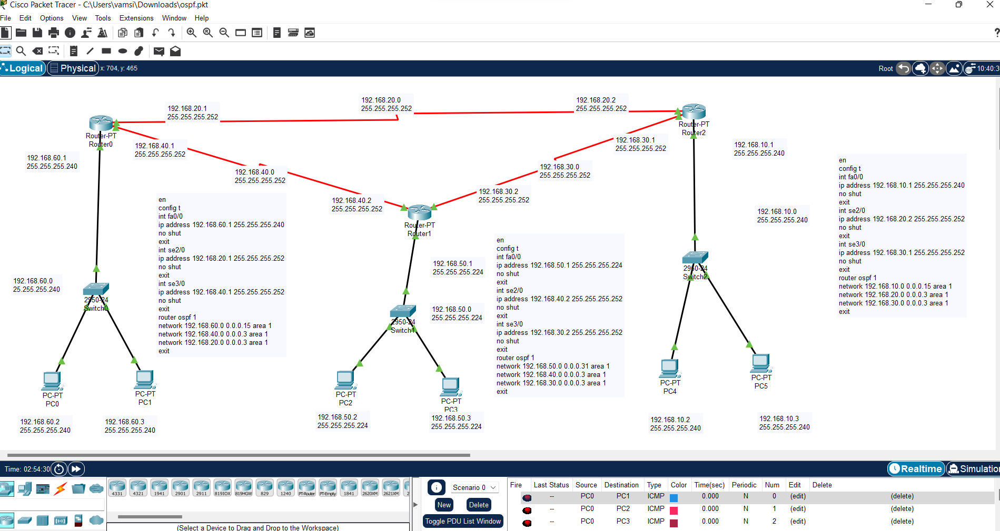 Cisco Packet Tracer - C:\Users\vamsi\Downloads\ospf.pkt
File Edit Options View Tools Extensions Window Help
?
Logical Physical x: 704, y: 465 Root 10:40:3
192.168.20.1
255.255.255.252
192.168.20.0
255.255.255.252
192.168.20.2
255.255.255.252
Router-PT
Router0
Router-PT
Router2
192.168.60.1
255.255.255.240
192.168.40.1
255.255.255.252
192.168.30.1
255.255.255.252
192.168.10.1
255.255.255.240
192.168.40.0
255.255.255.252
192.168.30.0
255.255.255.252
192.168.40.2
255.255.255.252
192.168.30.2
255.255.255.252
Router-PT
Router1
192.168.10.0
255.255.255.240
en
config t
int fa0/0
ip address 192.168.60.1 255.255.255.240
no shut
exit
int se2/0
ip address 192.168.20.1 255.255.255.252
no shut
exit
int se3/0
ip address 192.168.40.1 255.255.255.252
no shut
exit
router ospf 1
network 192.168.60.0 0.0.0.15 area 1
network 192.168.40.0 0.0.0.3 area 1
network 192.168.20.0 0.0.0.3 area 1
exit
en
config t
int fa0/0
ip address 192.168.50.1 255.255.255.224
no shut
exit
int se2/0
ip address 192.168.40.2 255.255.255.252
no shut
exit
int se3/0
ip address 192.168.30.2 255.255.255.252
no shut
exit
router ospf 1
network 192.168.50.0 0.0.0.31 area 1
network 192.168.40.0 0.0.0.3 area 1
network 192.168.30.0 0.0.0.3 area 1
exit
en
config t
int fa0/0
ip address 192.168.10.1 255.255.255.240
no shut
exit
int se2/0
ip address 192.168.20.2 255.255.255.252
no shut
exit
int se3/0
ip address 192.168.30.1 255.255.255.252
no shut
exit
router ospf 1
network 192.168.10.0 0.0.0.15 area 1
network 192.168.20.0 0.0.0.3 area 1
network 192.168.30.0 0.0.0.3 area 1
exit
192.168.60.0
25.255.255.240
2950-24
Switch0
192.168.50.1
255.255.255.224
192.168.50.0
255.255.255.224
2950-24
Switch1
2950-24
Switch2
PC-PT
PC0
PC-PT
PC1
PC-PT
PC2
PC-PT
PC3
PC-PT
PC4
PC-PT
PC5
192.168.60.2
255.255.255.240
192.168.60.3
255.255.255.240
192.168.50.2
255.255.255.224
192.168.50.3
255.255.255.224
192.168.10.2
255.255.255.240
192.168.10.3
255.255.255.240
Time: 02:54:30 Realtime Simulatio
4331 4321 1941 2901 2911 819IOX 819HGW 829 1240 PT-Router PT-Empty 1841 2620XM 2621XM 2
(Select a Device to Drag and Drop to the Workspace)
Scenario 0
New Delete
Toggle PDU List Window
Fire Last Status Source Destination Type Color Time(sec) Periodic Num Edit Delete
-- PC0 PC1 ICMP 0.000 N 0 (edit) (delete)
-- PC0 PC2 ICMP 0.000 N 1 (edit) (delete)
-- PC0 PC3 ICMP 0.000 N 2 (edit) (delete)